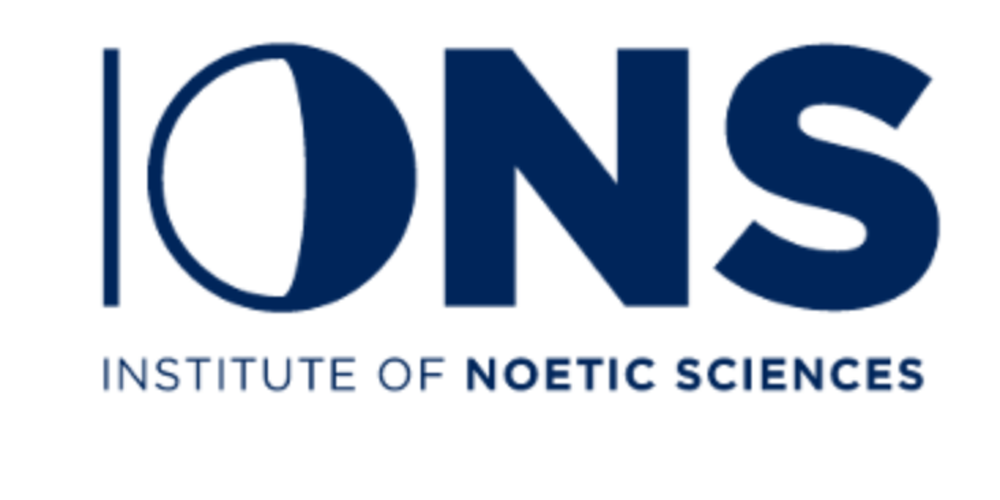 IONS
INSTITUTE OF NOETIC SCIENCES